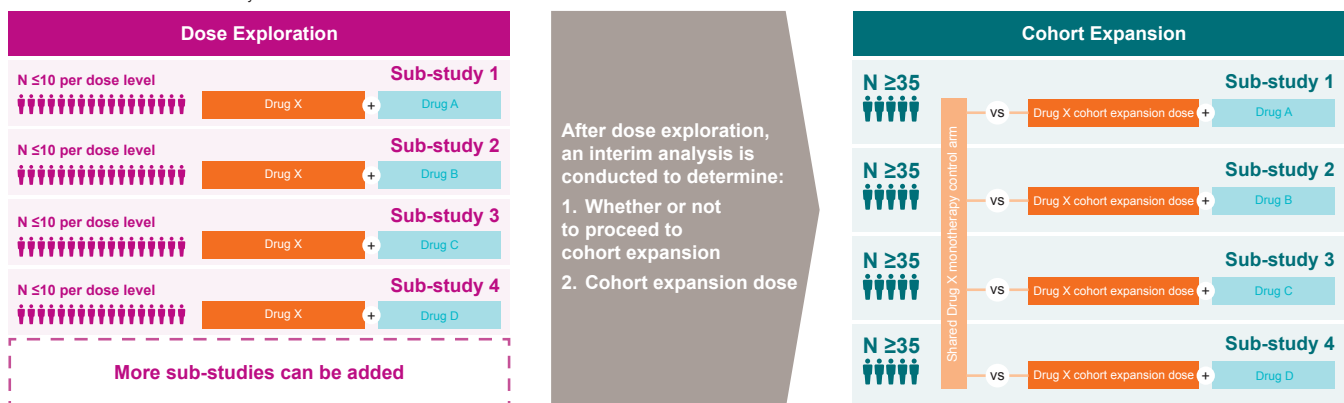 Dose Exploration
N ≤10 per dose level
Sub-study 1
Drug X
+
Drug A
N ≤10 per dose level
Sub-study 2
Drug X
+
Drug B
N ≤10 per dose level
Sub-study 3
Drug X
+
Drug C
N ≤10 per dose level
Sub-study 4
Drug X
+
Drug D
More sub-studies can be added
After dose exploration,
an interim analysis is
conducted to determine:
1. Whether or not
to proceed to
cohort expansion
2. Cohort expansion dose
Cohort Expansion
Shared Drug X monotherapy control arm
N ≥35
Sub-study 1
vs
Drug X cohort expansion dose
+
Drug A
N ≥35
Sub-study 2
vs
Drug X cohort expansion dose
+
Drug B
N ≥35
Sub-study 3
vs
Drug X cohort expansion dose
+
Drug C
N ≥35
Sub-study 4
vs
Drug X cohort expansion dose
+
Drug D